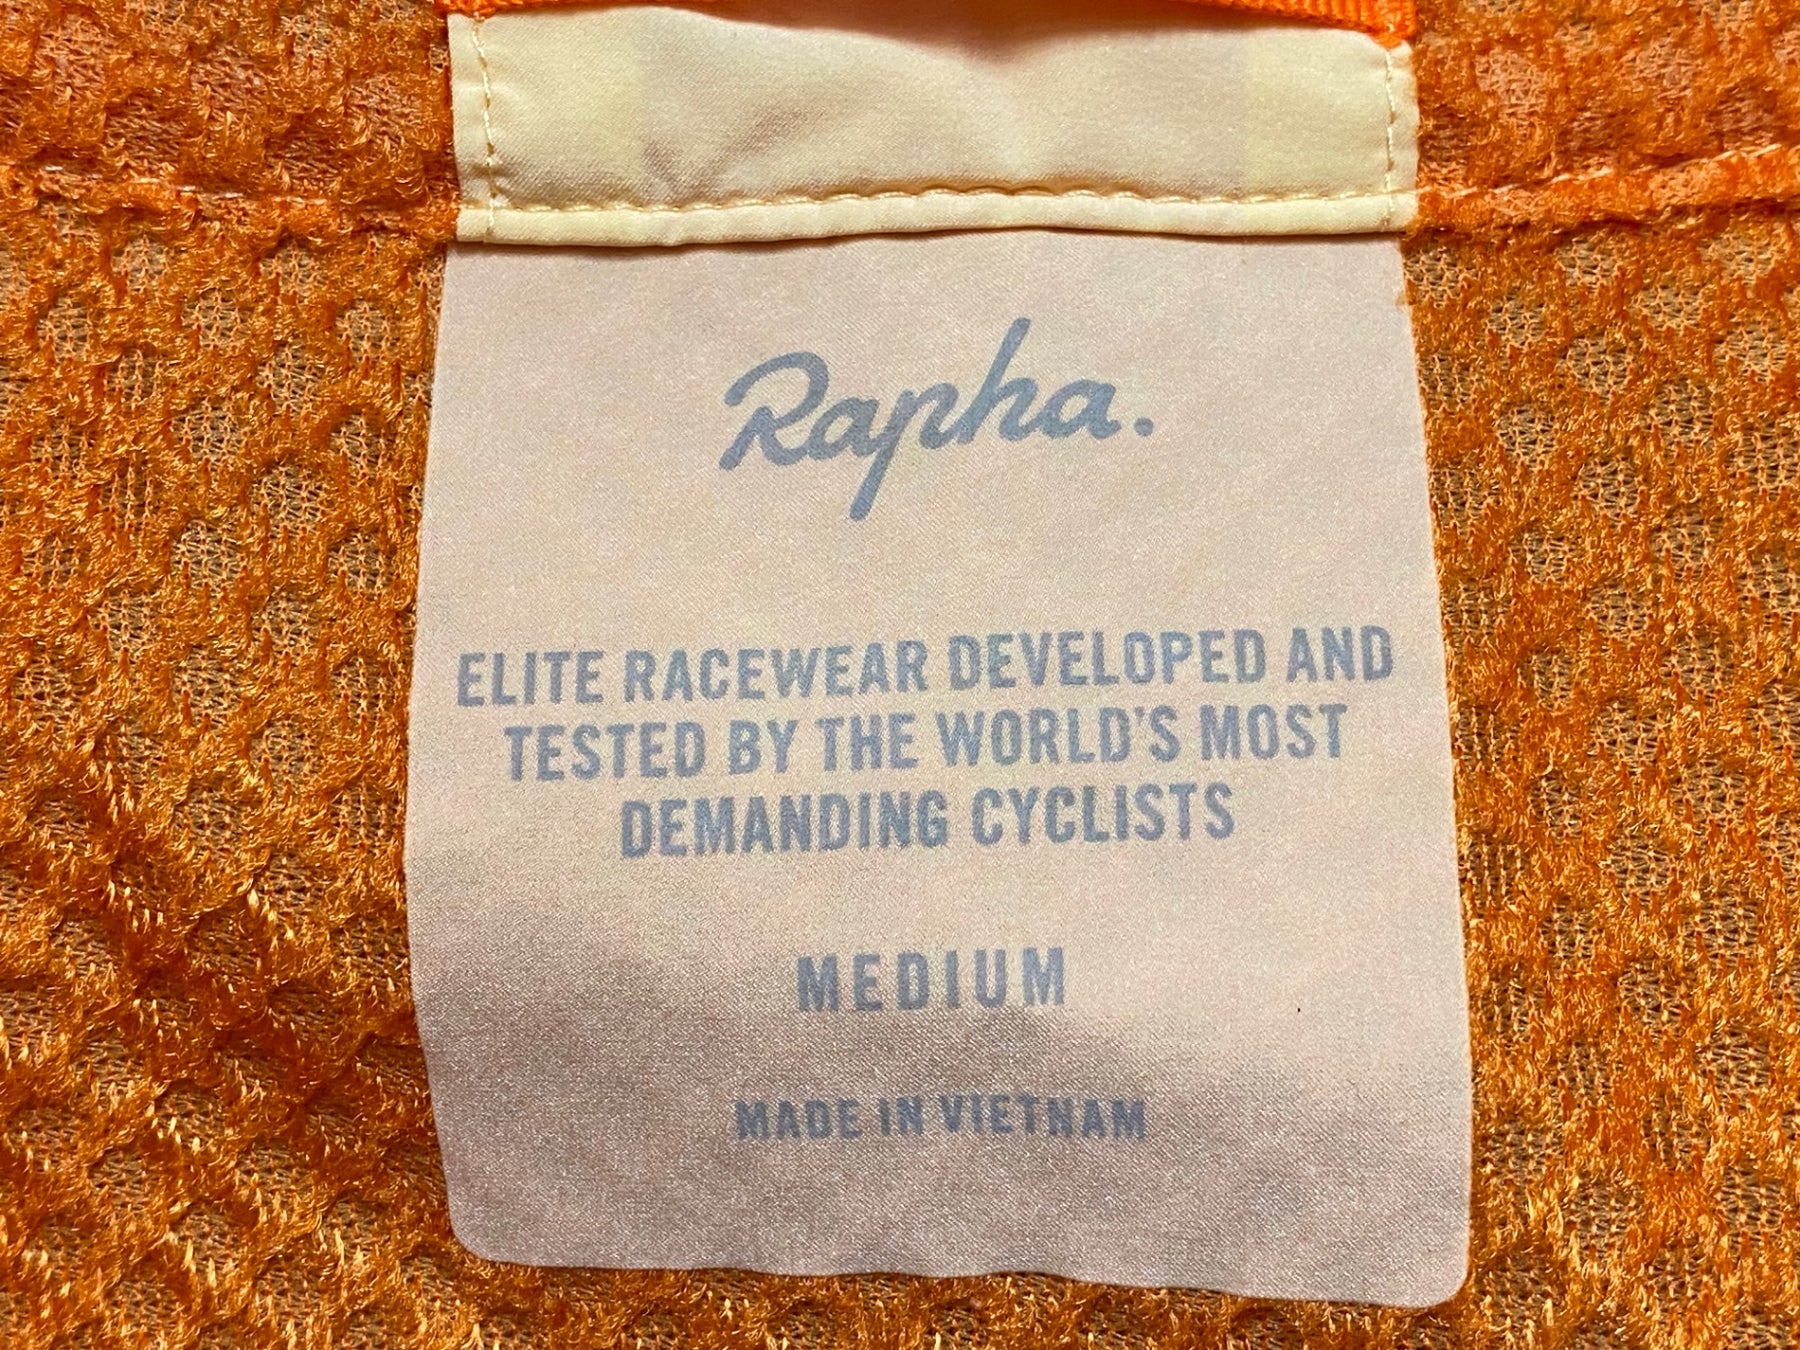 Rapha.
ELITE RACEWEAR DEVELOPED AND
TESTED BY THE WORLD'S MOST
DEMANDING CYCLISTS
MEDIUM
MADE IN VIETNAM